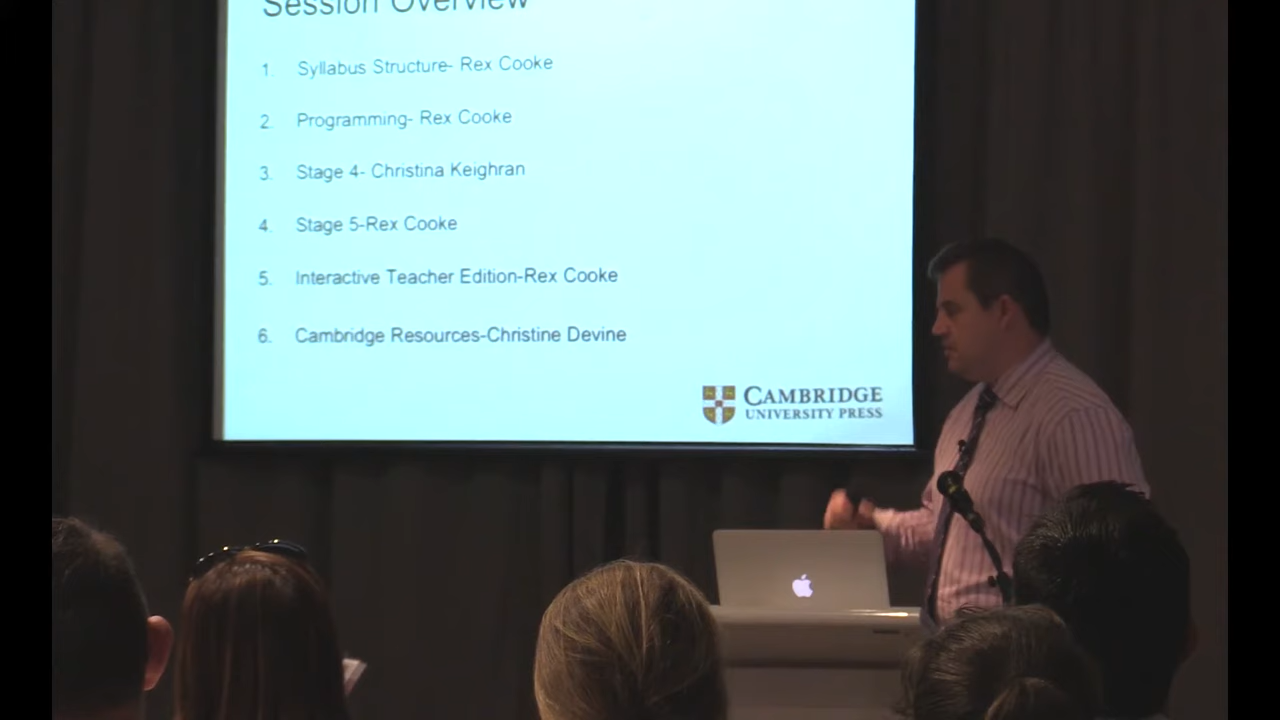 Session Overview
1. Syllabus Structure- Rex Cooke
2. Programming- Rex Cooke
3. Stage 4- Christina Keighran
4. Stage 5-Rex Cooke
5. Interactive Teacher Edition-Rex Cooke
6. Cambridge Resources-Christine Devine
CAMBRIDGE
UNIVERSITY PRESS